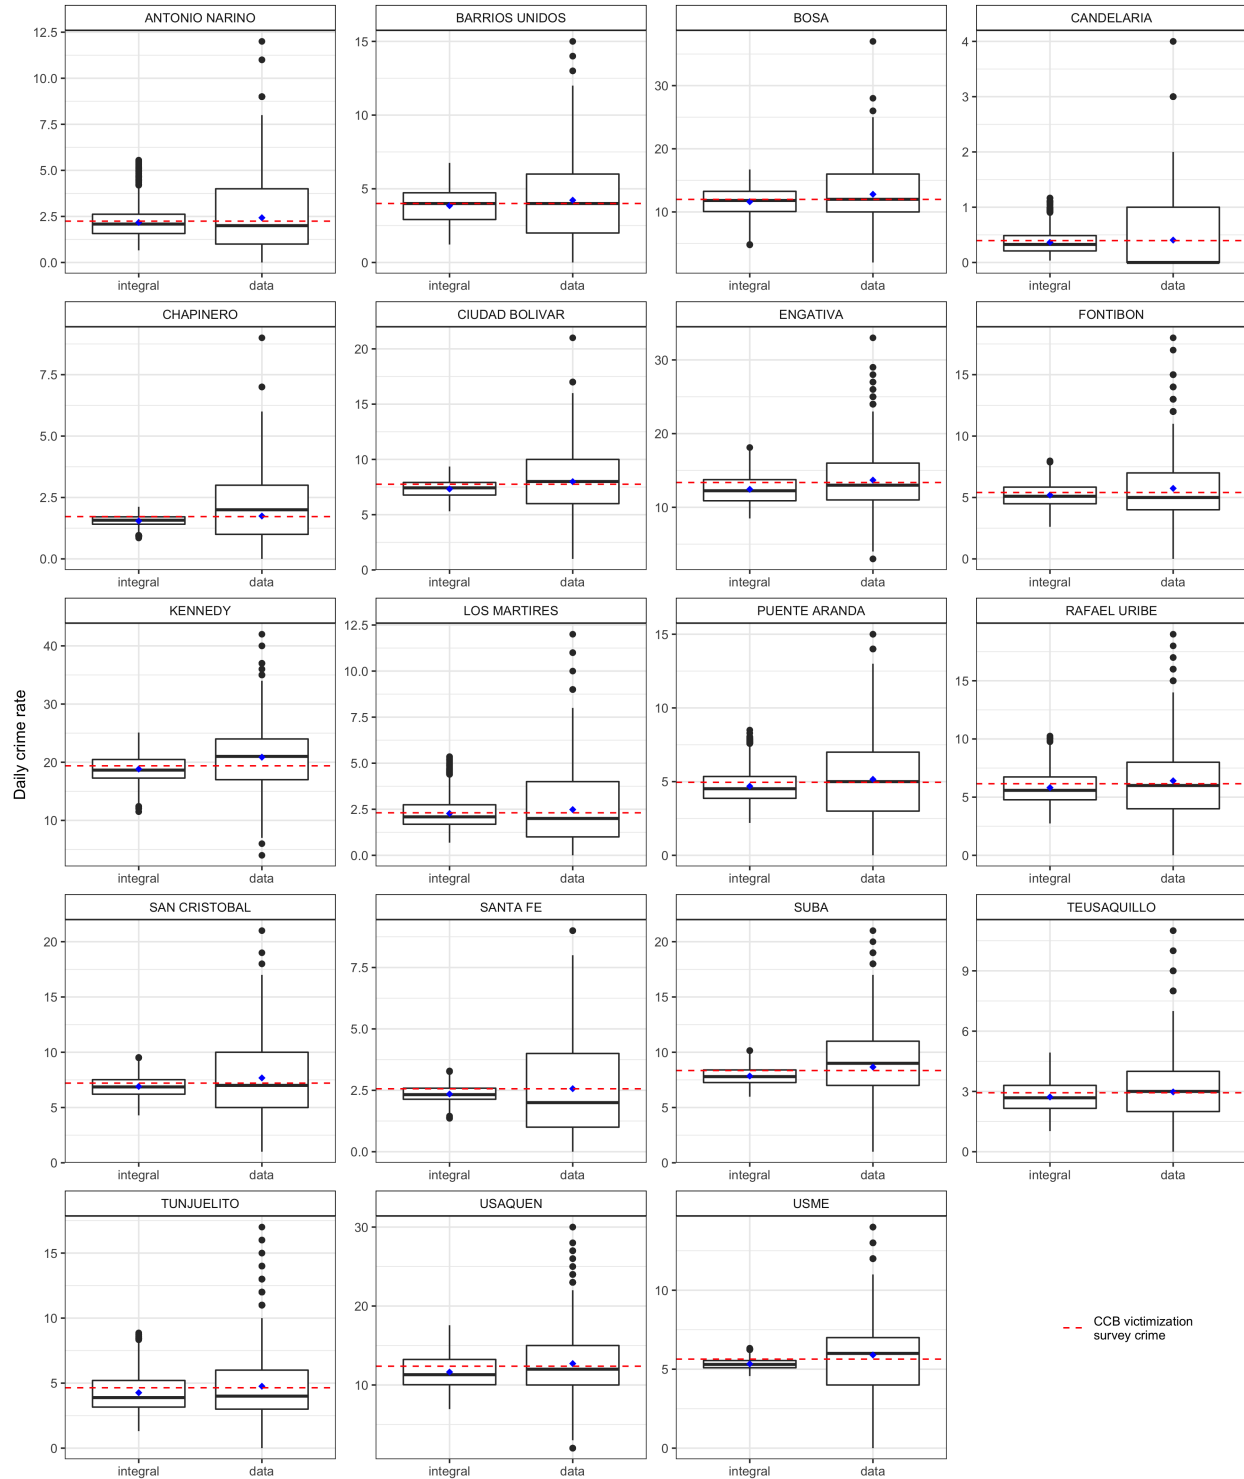 ANTONIO NARINO
BARRIOS UNIDOS
BOSA
CANDELARIA
12.5
10.0
7.5
5.0
2.5
0.0
15
10
5
0
30
20
10
4
3
2
1
0
integral
data
integral
data
integral
data
integral
data
CHAPINERO
CIUDAD BOLIVAR
ENGATIVA
FONTIBON
7.5
5.0
2.5
0.0
20
15
10
5
0
30
20
10
15
10
5
0
integral
data
integral
data
integral
data
integral
data
Daily crime rate
KENNEDY
LOS MARTIRES
PUENTE ARANDA
RAFAEL URIBE
40
30
20
10
12.5
10.0
7.5
5.0
2.5
0.0
15
10
5
0
15
10
5
0
integral
data
integral
data
integral
data
integral
data
SAN CRISTOBAL
SANTA FE
SUBA
TEUSAQUILLO
20
15
10
5
0
7.5
5.0
2.5
0.0
20
15
10
5
0
9
6
3
0
integral
data
integral
data
integral
data
integral
data
TUNJUELITO
USAQUEN
USME
15
10
5
0
30
20
10
10
5
0
integral
data
integral
data
integral
data
CCB victimization
survey crime